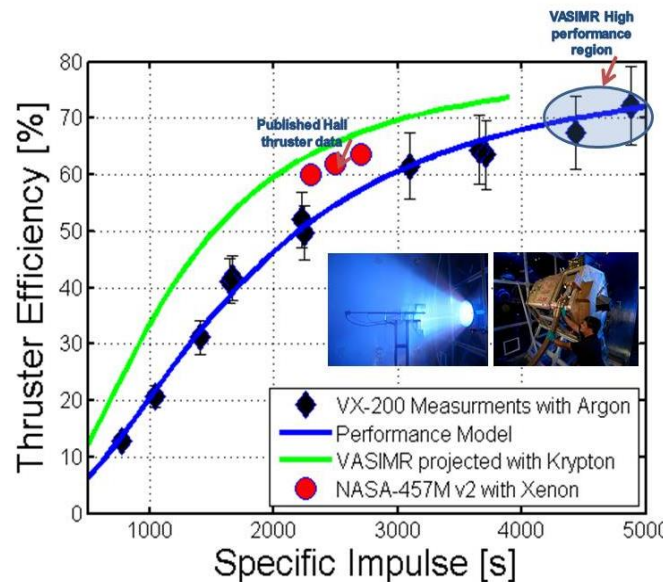 VASIMR High
performance
region
80
70
60
50
40
30
20
10
0
Thruster Efficiency [%]
Published Hall
thruster data
VX-200 Measurments with Argon
Performance Model
VASIMR projected with Krypton
NASA-457M v2 with Xenon
1000 2000 3000 4000 5000
Specific Impulse [s]